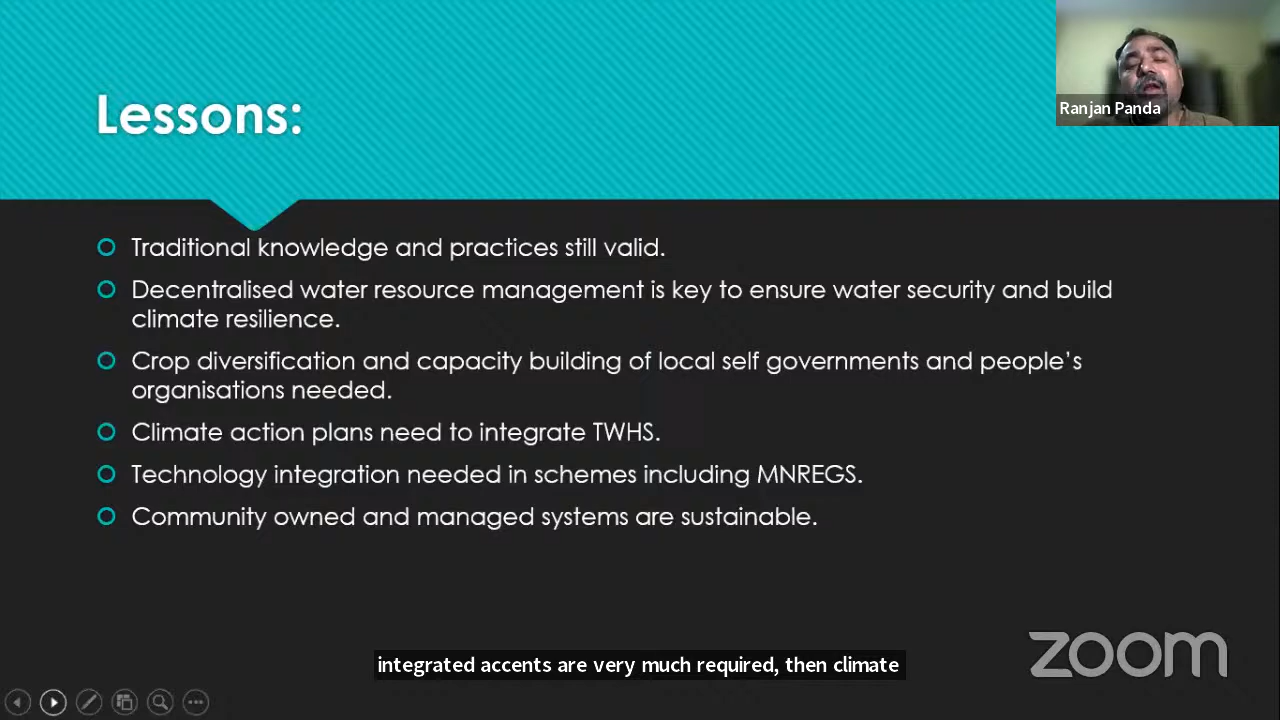 Lessons:
Ranjan Panda
Traditional knowledge and practices still valid.
Decentralised water resource management is key to ensure water security and build
climate resilience.
Crop diversification and capacity building of local self governments and people’s
organisations needed.
Climate action plans need to integrate TWHS.
Technology integration needed in schemes including MNREGS.
Community owned and managed systems are sustainable.
integrated accents are very much required, then climate
zoom